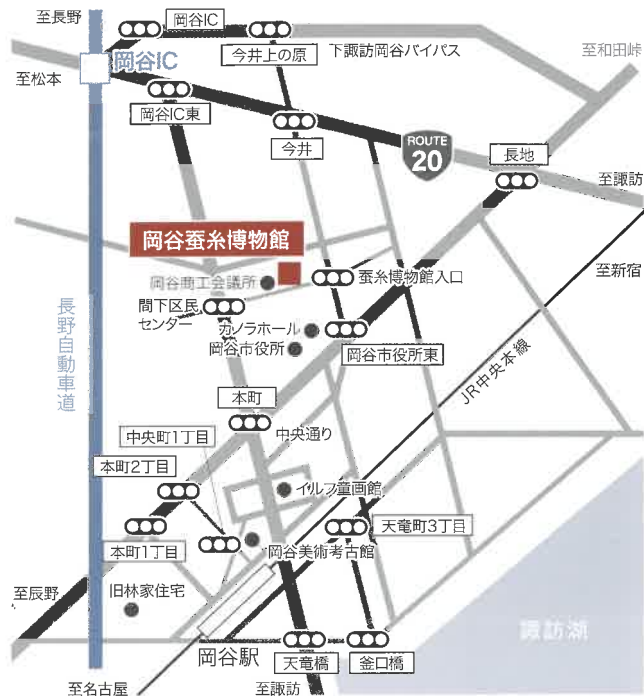 至長野
岡谷IC
岡谷IC
今井上の原
下諏訪岡谷バイパス
至和田峠
至松本
岡谷IC東
今井
ROUTE
20
長地
至諏訪
岡谷蚕糸博物館
岡谷商工会議所
蚕糸博物館入口
至新宿
間下区民
センター
カノラホール
岡谷市役所
岡谷市役所東
長野自動車道
JR中央本線
本町
中央通り
中央町1丁目
本町2丁目
イルフ童画館
天竜町3丁目
本町1丁目
岡谷美術考古館
至辰野
旧林家住宅
諏訪湖
岡谷駅
天竜橋
釜口橋
至名古屋
至諏訪